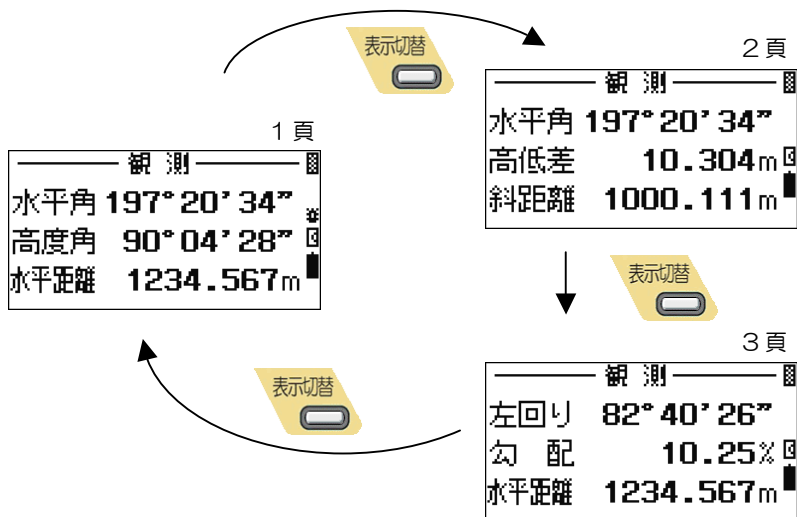 1頁
観 測
水平角 197°20’34”
高度角 90°04’28”
水平距離 1234.567m
表示切替
2頁
観 測
水平角 197°20’34”
高低差 10.304m
斜距離 1000.111m
表示切替
3頁
観 測
左回り 82°40’26”
勾 配 10.25%
水平距離 1234.567m
表示切替